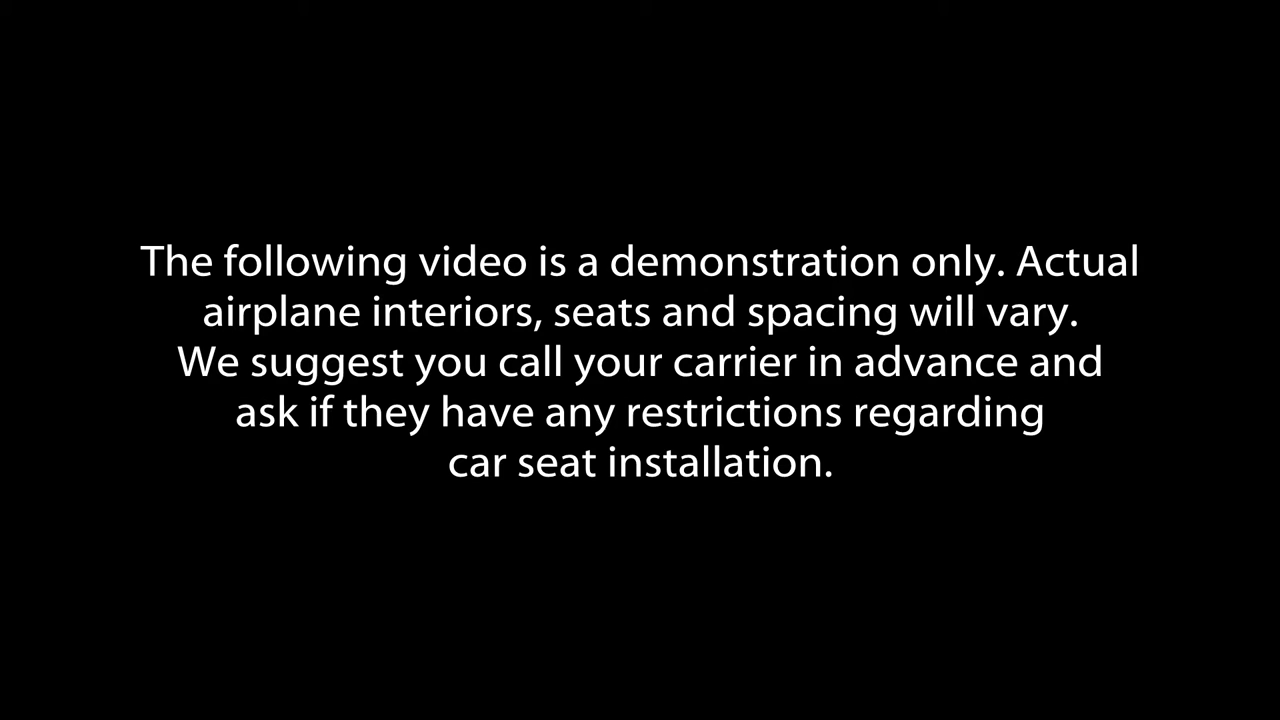 The following video is a demonstration only. Actual
airplane interiors, seats and spacing will vary.
We suggest you call your carrier in advance and
ask if they have any restrictions regarding
car seat installation.